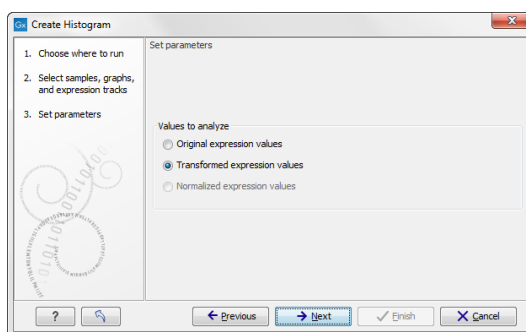 Gx Create Histogram
X
1. Choose where to run
2. Select samples, graphs,
and expression tracks
3. Set parameters
Set parameters
Values to analyze
Original expression values
Transformed expression values
Normalized expression values
? Previous Next Finish Cancel